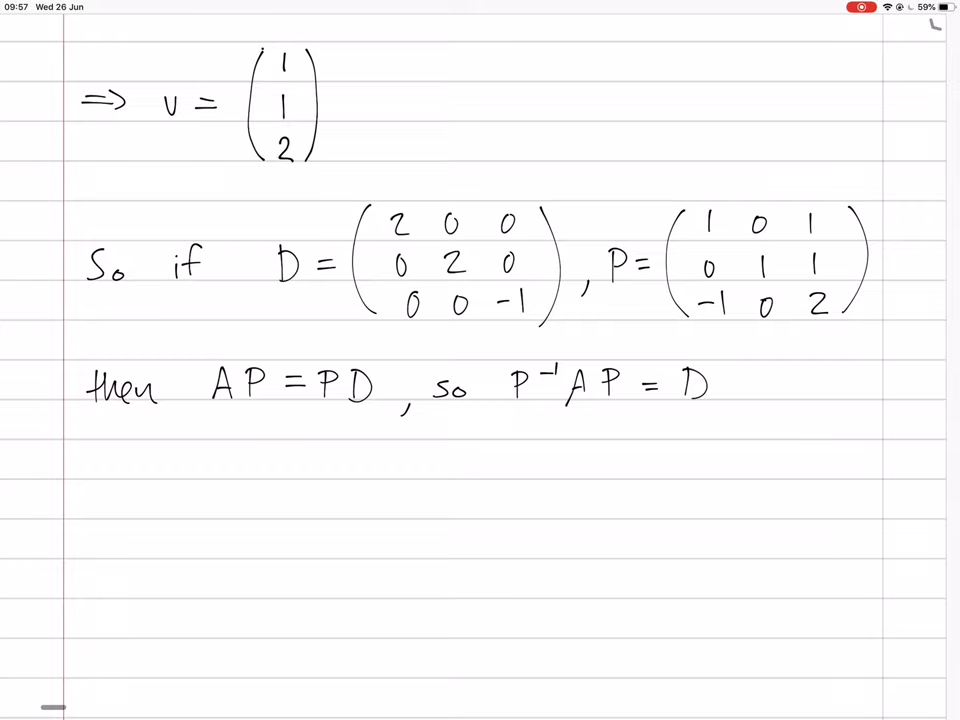 09:57 Wed 26 Jun 59%
⇒ v = ( 1
1
2 )
So if D = ( 2 0 0
0 2 0
0 0 -1 ) , P = ( 1 0 1
0 1 1
-1 0 2 )
then AP = PD , so P⁻¹AP = D